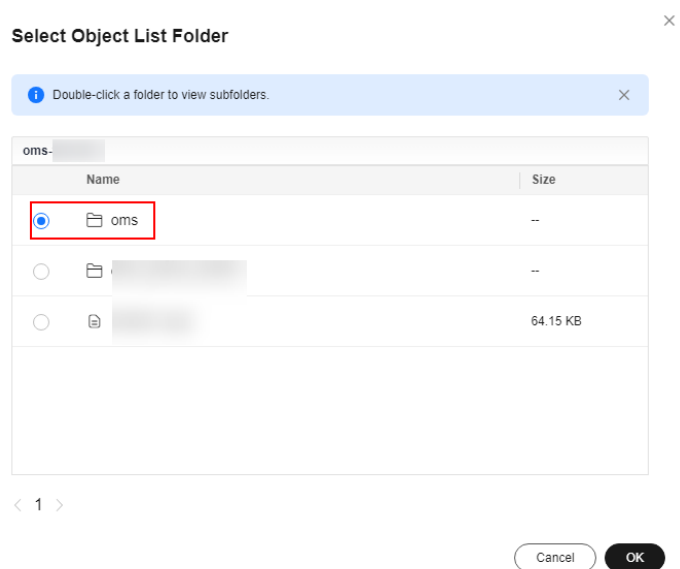 Select Object List Folder
Double-click a folder to view subfolders.
oms-
Name Size
oms --
--
64.15 KB
1
Cancel OK